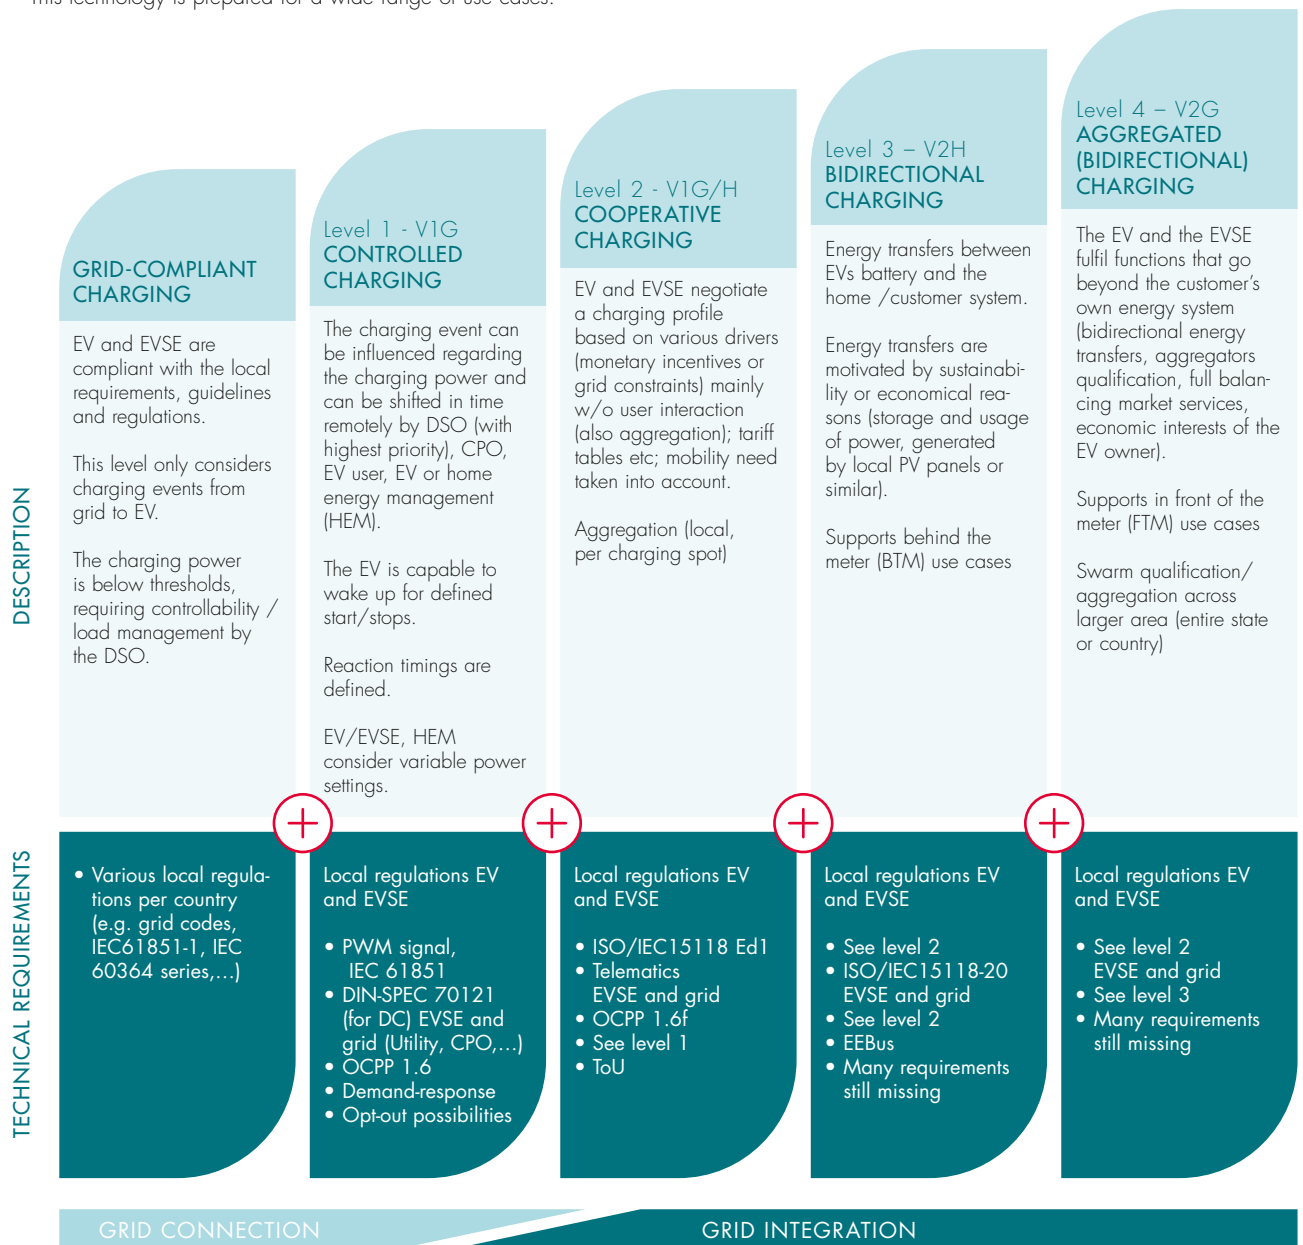 This technology is prepared for a wide range of use cases.
GRID-COMPLIANT
CHARGING
EV and EVSE are
compliant with the local
requirements, guidelines
and regulations.
This level only considers
charging events from
grid to EV.
The charging power
is below thresholds,
requiring controllability /
load management by
the DSO.
Level 1 - V1G
CONTROLLED
CHARGING
The charging event can
be influenced regarding
the charging power and
can be shifted in time
remotely by DSO (with
highest priority), CPO,
EV user, EV or home
energy management
(HEM).
The EV is capable to
wake up for defined
start/stops.
Reaction timings are
defined.
EV/EVSE, HEM
consider variable power
settings.
Level 2 - V1G/H
COOPERATIVE
CHARGING
EV and EVSE negotiate
a charging profile
based on various drivers
(monetary incentives or
grid constraints) mainly
w/o user interaction
(also aggregation); tariff
tables etc; mobility need
taken into account.
Aggregation (local,
per charging spot)
Level 3 – V2H
BIDIRECTIONAL
CHARGING
Energy transfers between
EVs battery and the
home /customer system.
Energy transfers are
motivated by sustainabi-
lity or economical rea-
sons (storage and usage
of power, generated
by local PV panels or
similar).
Supports behind the
meter (BTM) use cases
Level 4 – V2G
AGGREGATED
(BIDIRECTIONAL)
CHARGING
The EV and the EVSE
fulfil functions that go
beyond the customer's
own energy system
(bidirectional energy
transfers, aggregators
qualification, full balan-
cing market services,
economic interests of the
EV owner).
Supports in front of the
meter (FTM) use cases
Swarm qualification/
aggregation across
larger area (entire state
or country)
DESCRIPTION
TECHNICAL REQUIREMENTS
• Various local regula-
tions per country
(e.g. grid codes,
IEC61851-1, IEC
60364 series,...)
Local regulations EV
and EVSE
• PWM signal,
IEC 61851
• DIN-SPEC 70121
(for DC) EVSE and
grid (Utility, CPO,...)
• OCPP 1.6
• Demand-response
• Opt-out possibilities
Local regulations EV
and EVSE
• ISO/IEC15118 Ed1
• Telematics
EVSE and grid
• OCPP 1.6f
• See level 1
• ToU
Local regulations EV
and EVSE
• See level 2
• ISO/IEC15118-20
EVSE and grid
• See level 2
• EEBus
• Many requirements
still missing
Local regulations EV
and EVSE
• See level 2
EVSE and grid
• See level 3
• Many requirements
still missing
GRID CONNECTION
GRID INTEGRATION